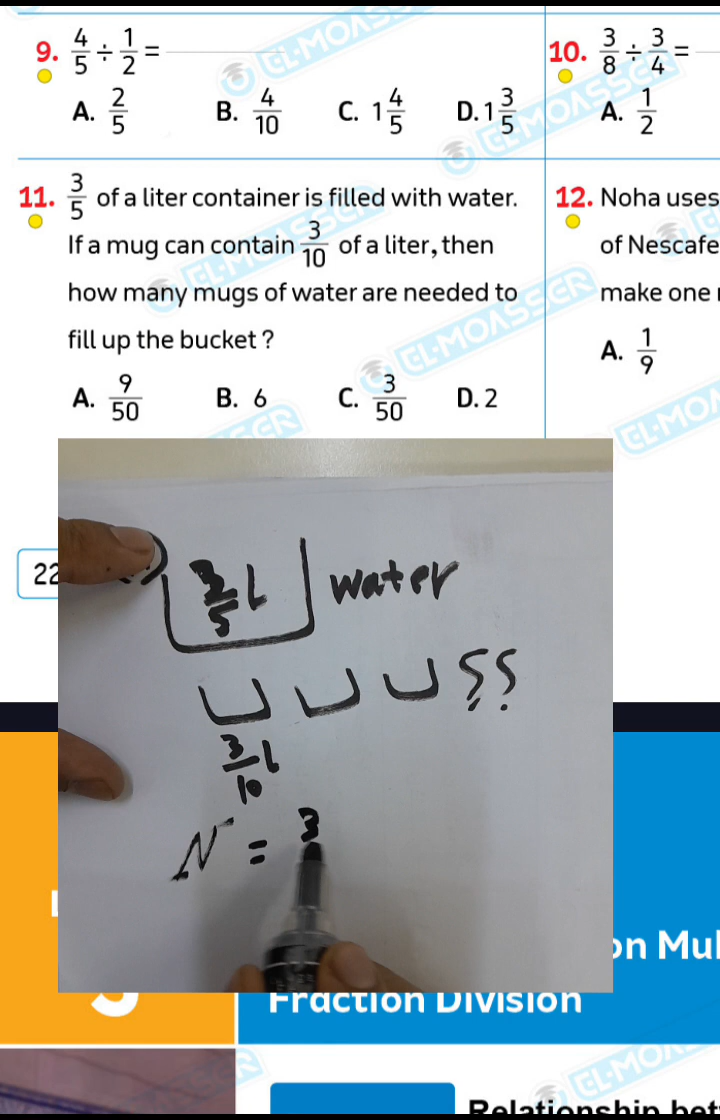 9. 4/5 ÷ 1/2 =
A. 2/5 B. 4/10 C. 1 4/5 D. 1 3/5
10. 3/8 ÷ 3/4 =
A. 1/2
11. 3/5 of a liter container is filled with water.
If a mug can contain 3/10 of a liter, then
how many mugs of water are needed to
fill up the bucket ?
A. 9/50 B. 6 C. 3/50 D. 2
12. Noha uses
of Nescafe
make one
A. 1/9
EL-MOASSER
22
3/5 L water
؟؟
3/10 L
N = 3
on Mul
Fraction Division
Relationship bet